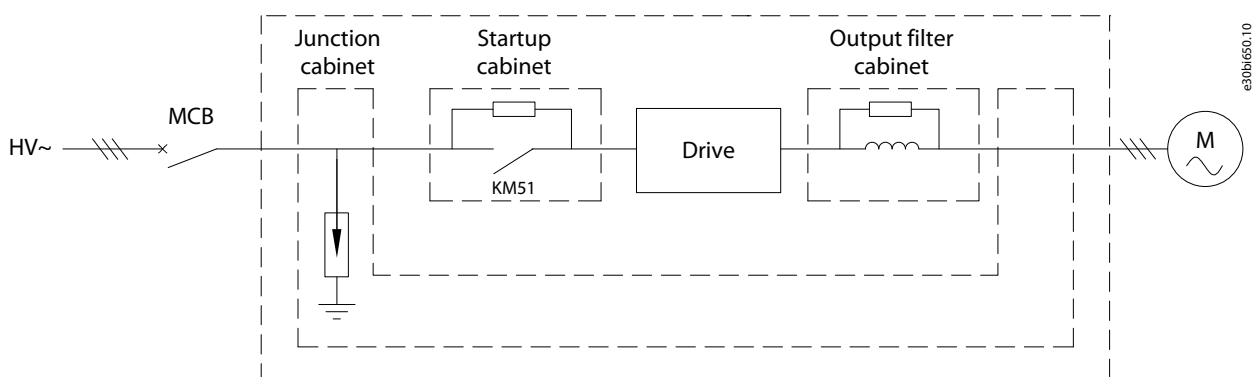 Junction
cabinet
Startup
cabinet
Output filter
cabinet
e30bi650.10
HV~
MCB
KM51
Drive
M